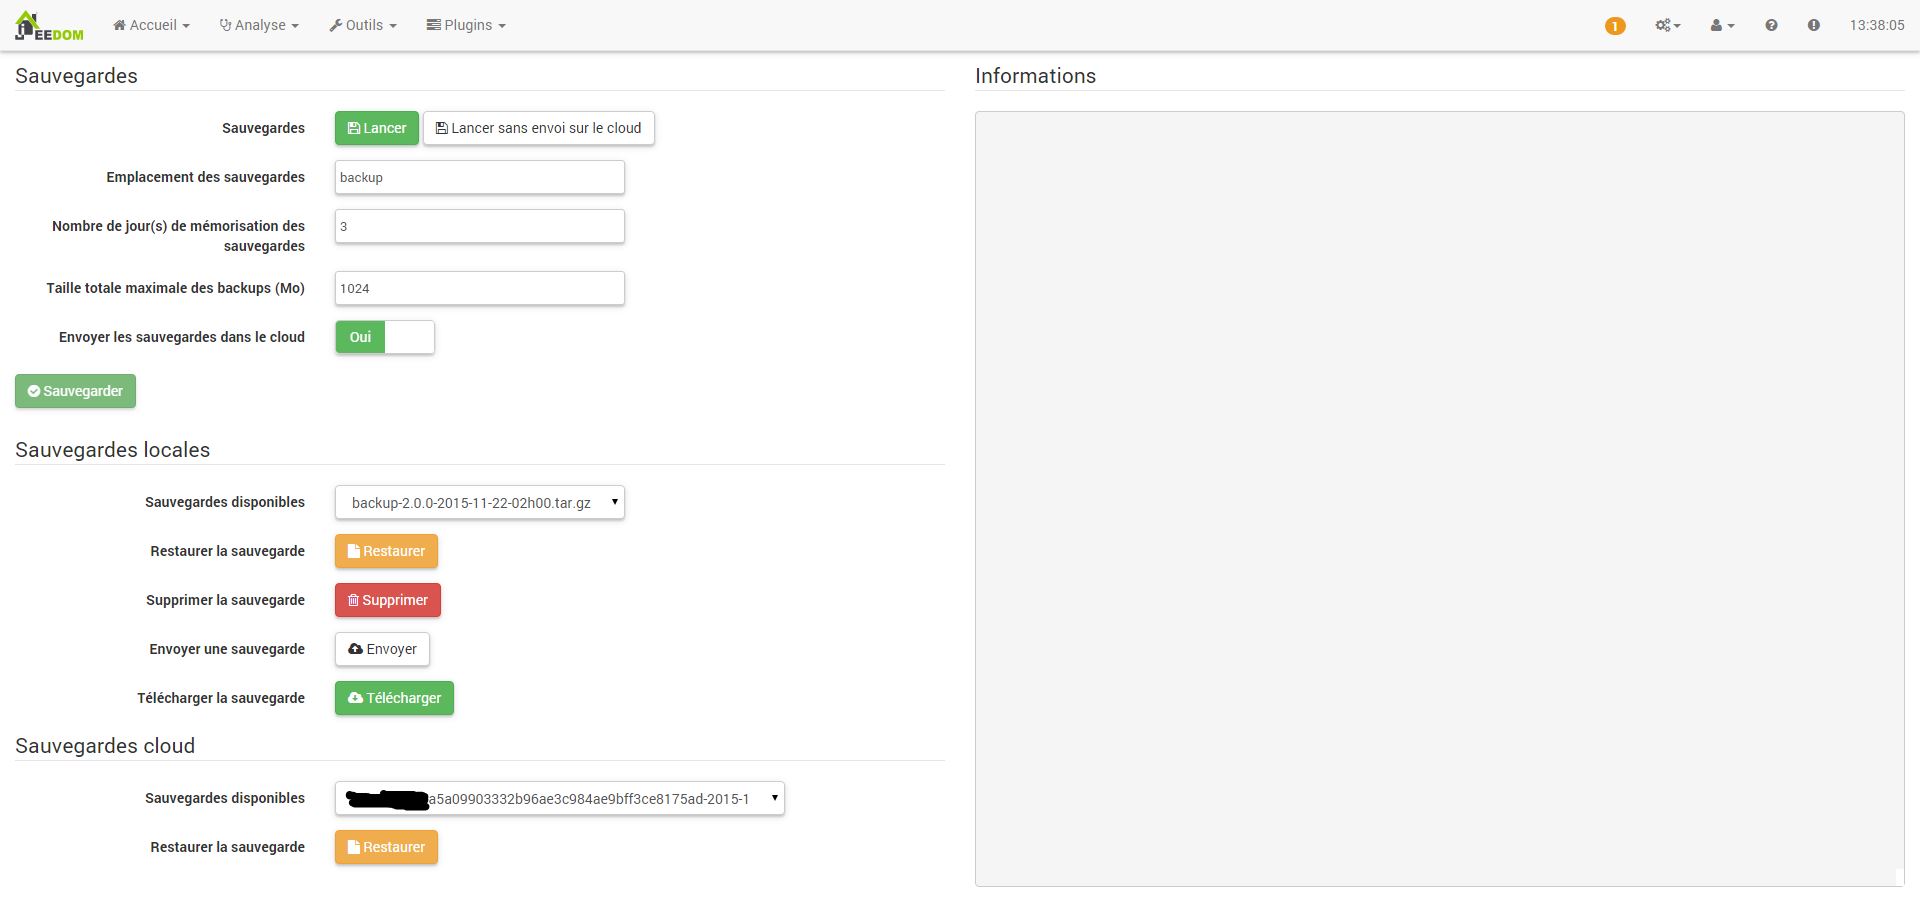 JEEDOM Accueil Analyse Outils Plugins 1 13:38:05
Sauvegardes
Sauvegardes Lancer Lancer sans envoi sur le cloud
Emplacement des sauvegardes backup
Nombre de jour(s) de mémorisation des
sauvegardes
3
Taille totale maximale des backups (Mo) 1024
Envoyer les sauvegardes dans le cloud Oui
Sauvegarder
Sauvegardes locales
Sauvegardes disponibles backup-2.0.0-2015-11-22-02h00.tar.gz
Restaurer la sauvegarde Restaurer
Supprimer la sauvegarde Supprimer
Envoyer une sauvegarde Envoyer
Télécharger la sauvegarde Télécharger
Sauvegardes cloud
Sauvegardes disponibles a5a09903332b96ae3c984ae9bff3ce8175ad-2015-1
Restaurer la sauvegarde Restaurer
Informations